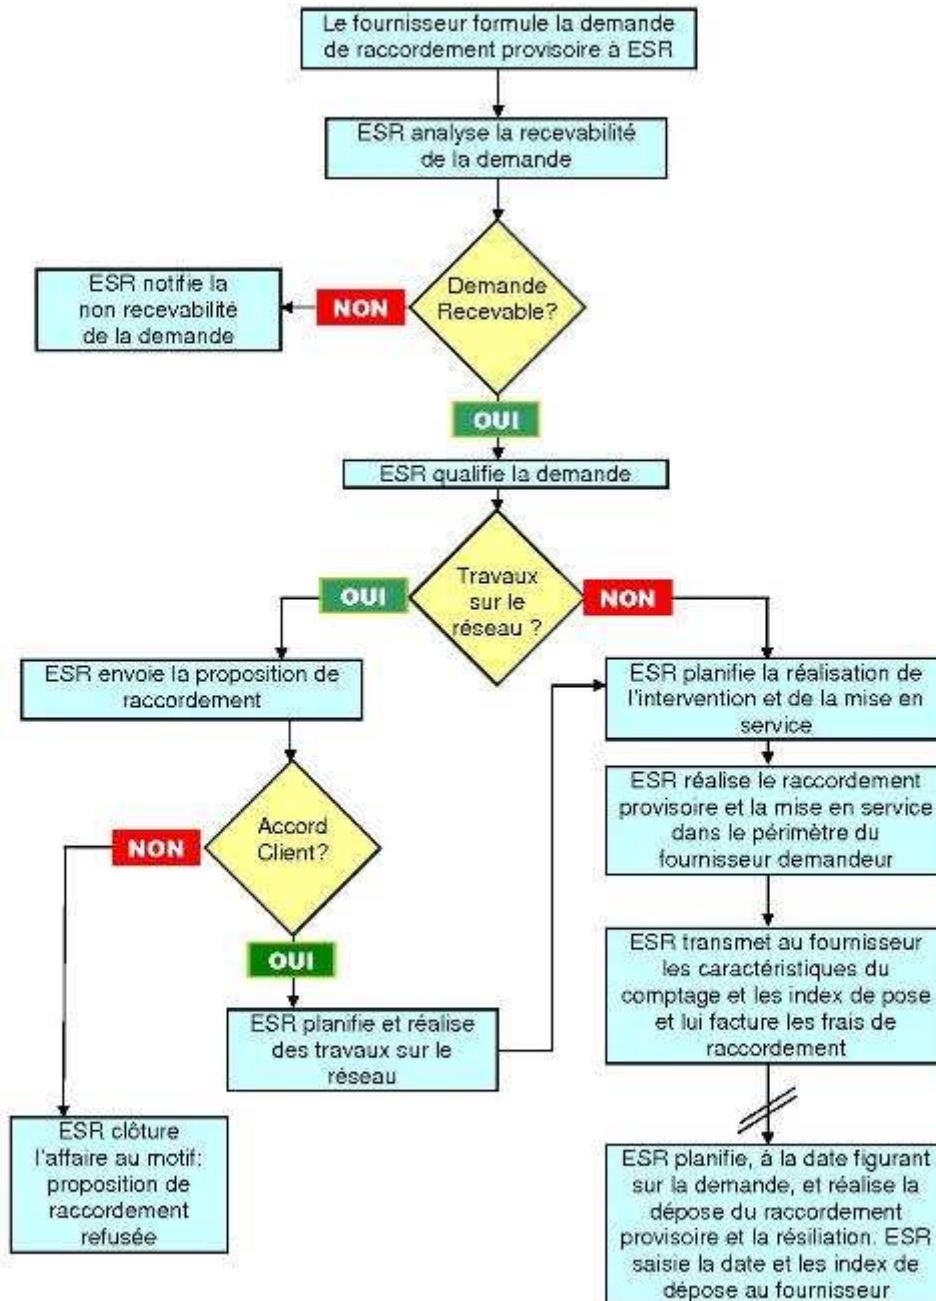 Le fournisseur formule la demande
de raccordement provisoire à ESR
ESR analyse la recevabilité
de la demande
Demande
Recevable?
NON
ESR notifie la
non recevabilité
de la demande
OUI
ESR qualifie la demande
Travaux
sur le
réseau ?
OUI
NON
ESR envoie la proposition de
raccordement
ESR planifie la réalisation de
l'intervention et de la mise en
service
Accord
Client?
NON
OUI
ESR réalise le raccordement
provisoire et la mise en service
dans le périmètre du
fournisseur demandeur
ESR planifie et réalise
des travaux sur le
réseau
ESR transmet au fournisseur
les caractéristiques du
comptage et les index de pose
et lui facture les frais de
raccordement
ESR clôture
l'affaire au motif:
proposition de
raccordement
refusée
ESR planifie, à la date figurant
sur la demande, et réalise la
dépose du raccordement
provisoire et la résiliation. ESR
saisie la date et les index de
dépose au fournisseur